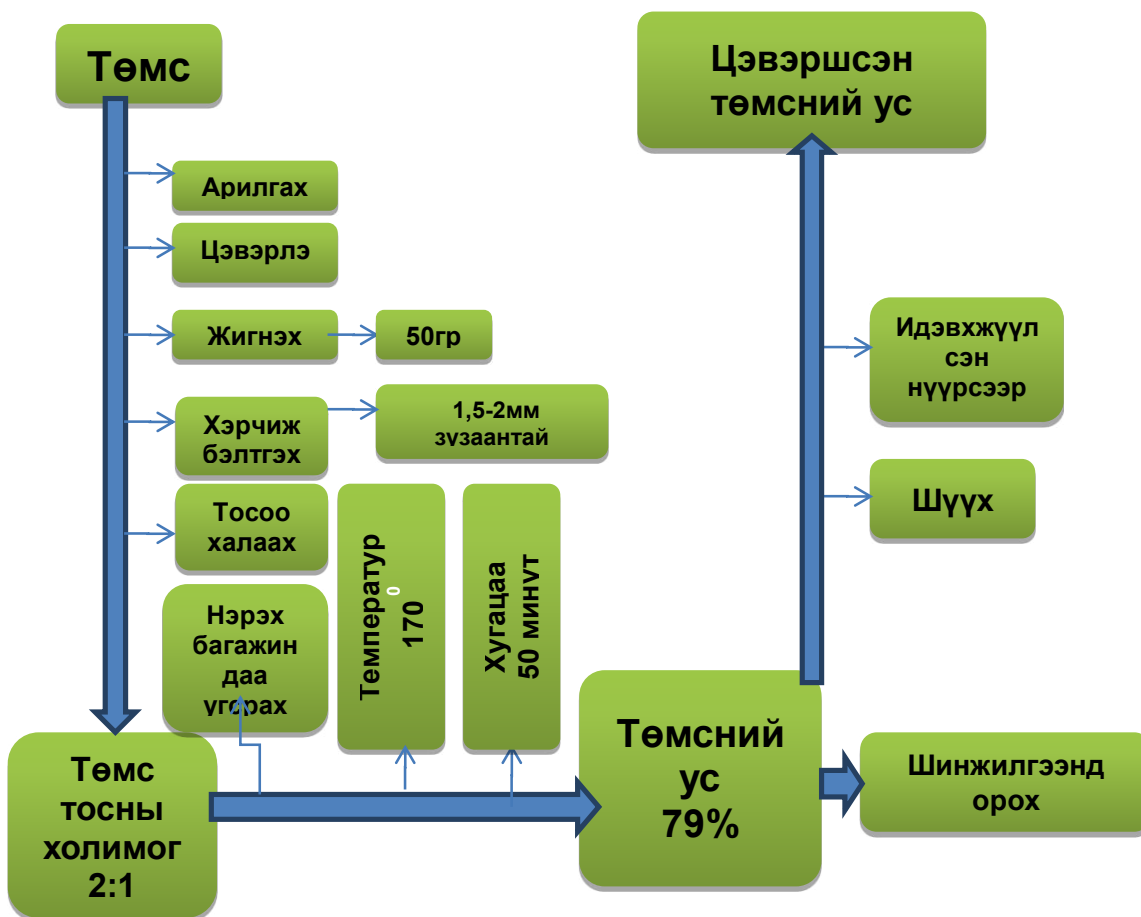 Төмс
Арилгах
Цэвэрлэ
Жигнэх
50гр
Хэрчиж
бэлтгэх
1,5-2мм
зузаантай
Тосоо
халаах
Нэрэх
багажин
даа
угсрах
Температур
170
0
Хугацаа
50 минут
Төмс
тосны
холимог
2:1
Төмсний
ус
79%
Шинжилгээнд
орох
Шүүх
Идэвхжүүл
сэн
нүүрсээр
Цэвэршсэн
төмсний ус